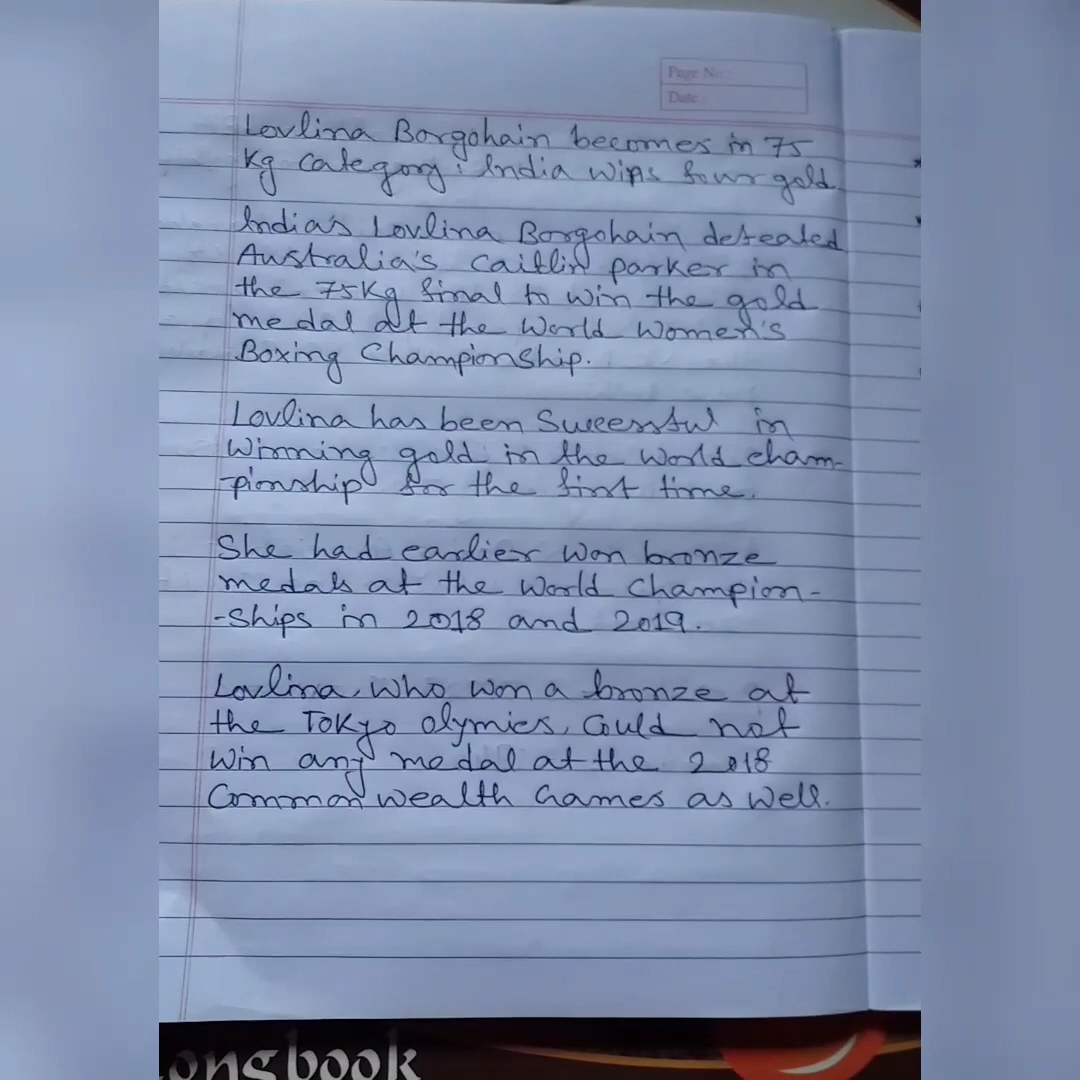 Page No :
Date :
Lovlina Borgohain becomes in 75
Kg Category : India wins four gold
India's Lovlina Borgohain defeated
Australia's Caitlin parker in
the 75Kg final to win the gold
medal at the World Women's
Boxing Championship.
Lovlina has been Successful in
Winning gold in the world cham-
-pionship for the first time.
She had earlier won bronze
medals at the World Champion-
-ships in 2018 and 2019.
Lovlina, who won a bronze at
the Tokyo olymics, Could not
win any medal at the 2018
Commonwealth Games as well.
ongbook